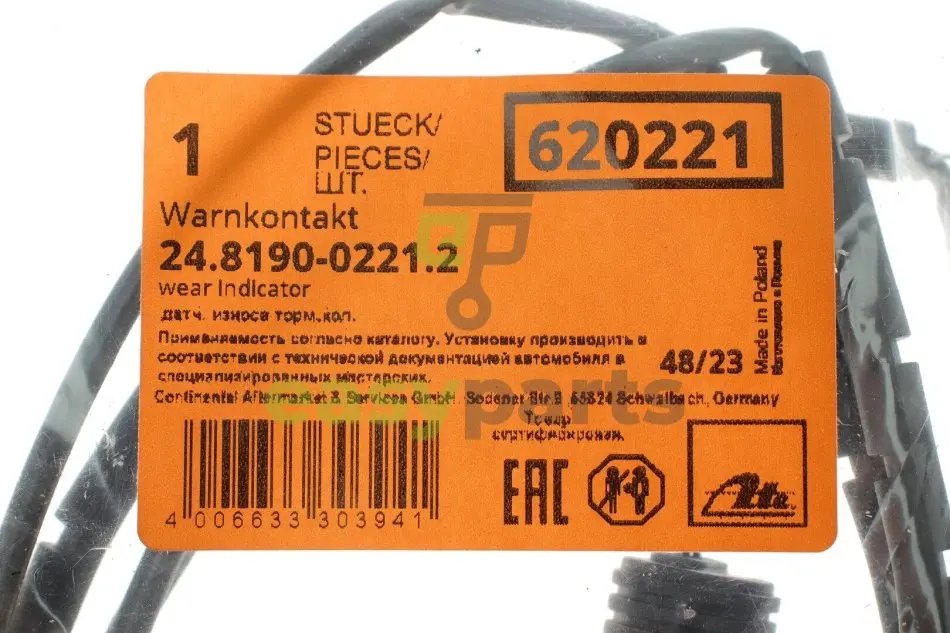 1
STUECK/
PIECES/
ШТ.
620221
Warnkontakt
24.8190-0221.2
wear Indicator
датч. износа торм.кол.
Применяемость согласно каталогу. Установку производить в
соответствии с технической документацией автомобиля в
специализированных мастерских.
48/23
Made in Poland
Continental Aftermarket & Services GmbH. Sodener Str.9 65824 Schwalbach, Germany
Товар
сертифицирован.
easyparts
4 006633 303941
EAC
Ate